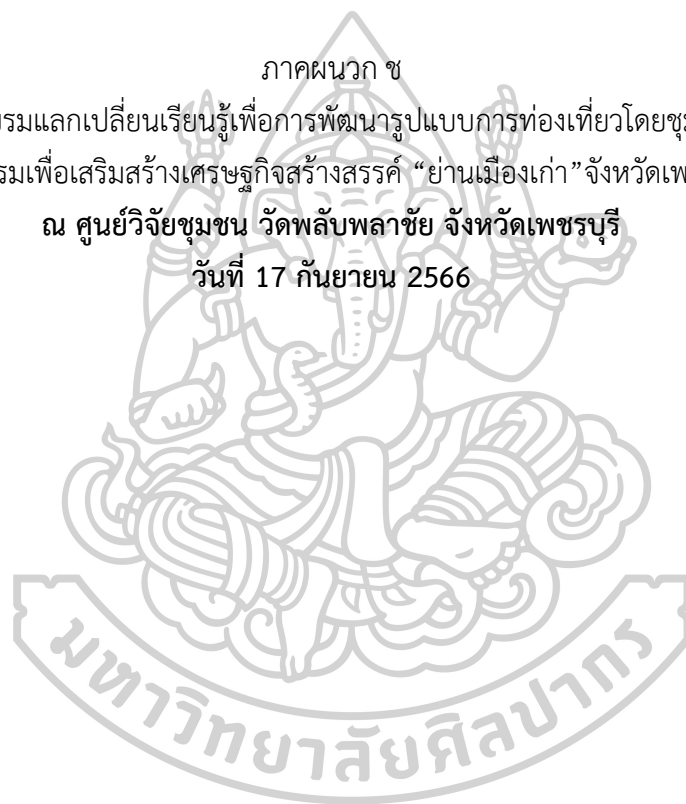 ภาคผนวก ช
รมแลกเปลี่ยนเรียนรู้เพื่อการพัฒนารูปแบบการท่องเที่ยวโดยชุม
รมเพื่อเสริมสร้างเศรษฐกิจสร้างสรรค์ “ย่านเมืองเก่า”จังหวัดเพ
ณ ศูนย์วิจัยชุมชน วัดพลับพลาชัย จังหวัดเพชรบุรี
วันที่ 17 กันยายน 2566
มหาวิทยาลัยศิลปากร